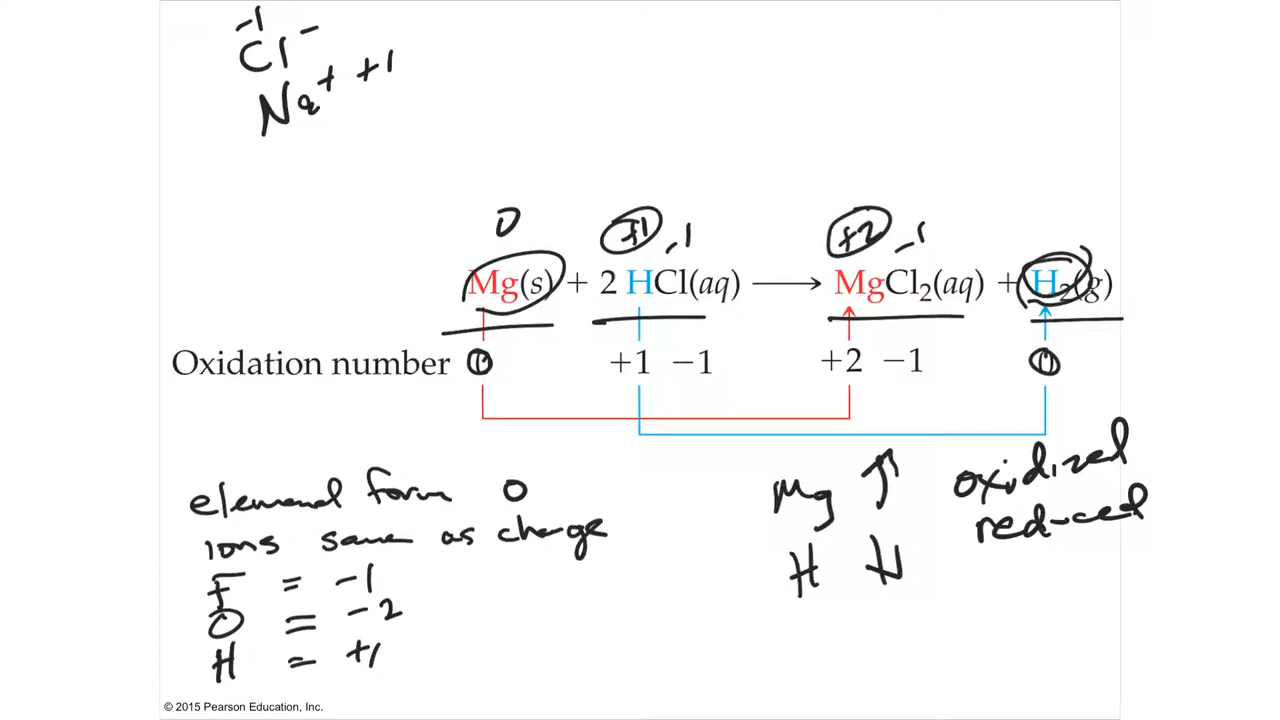 -1
Cl⁻
Na⁺ +1
0 +1 -1 +2 -1
Mg(s) + 2 HCl(aq) ⟶ MgCl₂(aq) + H₂(g)
Oxidation number 0 +1 −1 +2 −1 0
Mg ↑ oxidized
H ↓ reduced
elemenal form 0
ions same as charge
F = -1
O = -2
H = +1
© 2015 Pearson Education, Inc.